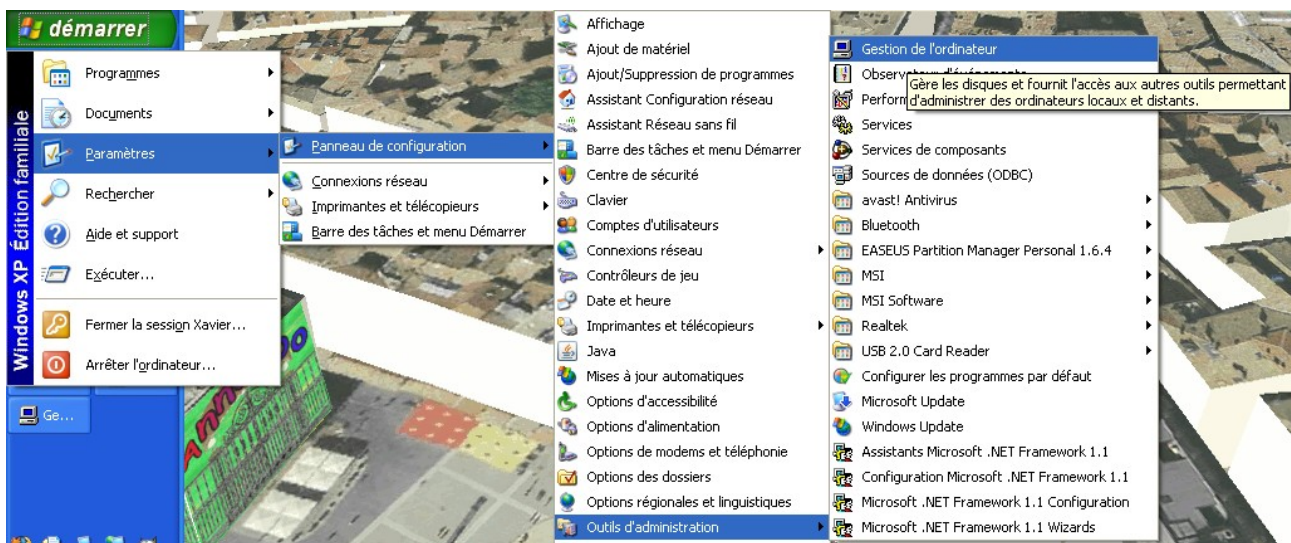 démarrer
Windows XP Édition familiale
Programmes
Documents
Paramètres
Rechercher
Aide et support
Exécuter...
Fermer la session Xavier...
Arrêter l'ordinateur...
Ge...
Panneau de configuration
Connexions réseau
Imprimantes et télécopieurs
Barre des tâches et menu Démarrer
Affichage
Ajout de matériel
Ajout/Suppression de programmes
Assistant Configuration réseau
Assistant Réseau sans fil
Barre des tâches et menu Démarrer
Centre de sécurité
Clavier
Comptes d'utilisateurs
Connexions réseau
Contrôleurs de jeu
Date et heure
Imprimantes et télécopieurs
Java
Mises à jour automatiques
Options d'accessibilité
Options d'alimentation
Options de modems et téléphonie
Options des dossiers
Options régionales et linguistiques
Outils d'administration
Gestion de l'ordinateur
Observateur d'événements
Perform
Gère les disques et fournit l'accès aux autres outils permettant
d'administrer des ordinateurs locaux et distants.
Services
Services de composants
Sources de données (ODBC)
avast! Antivirus
Bluetooth
EASEUS Partition Manager Personal 1.6.4
MSI
MSI Software
Realtek
USB 2.0 Card Reader
Configurer les programmes par défaut
Microsoft Update
Windows Update
Assistants Microsoft .NET Framework 1.1
Configuration Microsoft .NET Framework 1.1
Microsoft .NET Framework 1.1 Configuration
Microsoft .NET Framework 1.1 Wizards